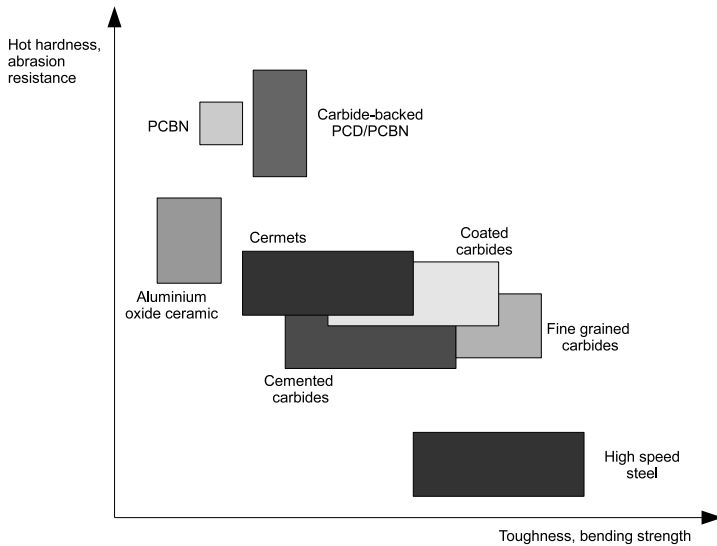 Hot hardness,
abrasion
resistance
PCBN
Carbide-backed
PCD/PCBN
Cermets
Coated
carbides
Aluminium
oxide ceramic
Fine grained
carbides
Cemented
carbides
High speed
steel
Toughness, bending strength